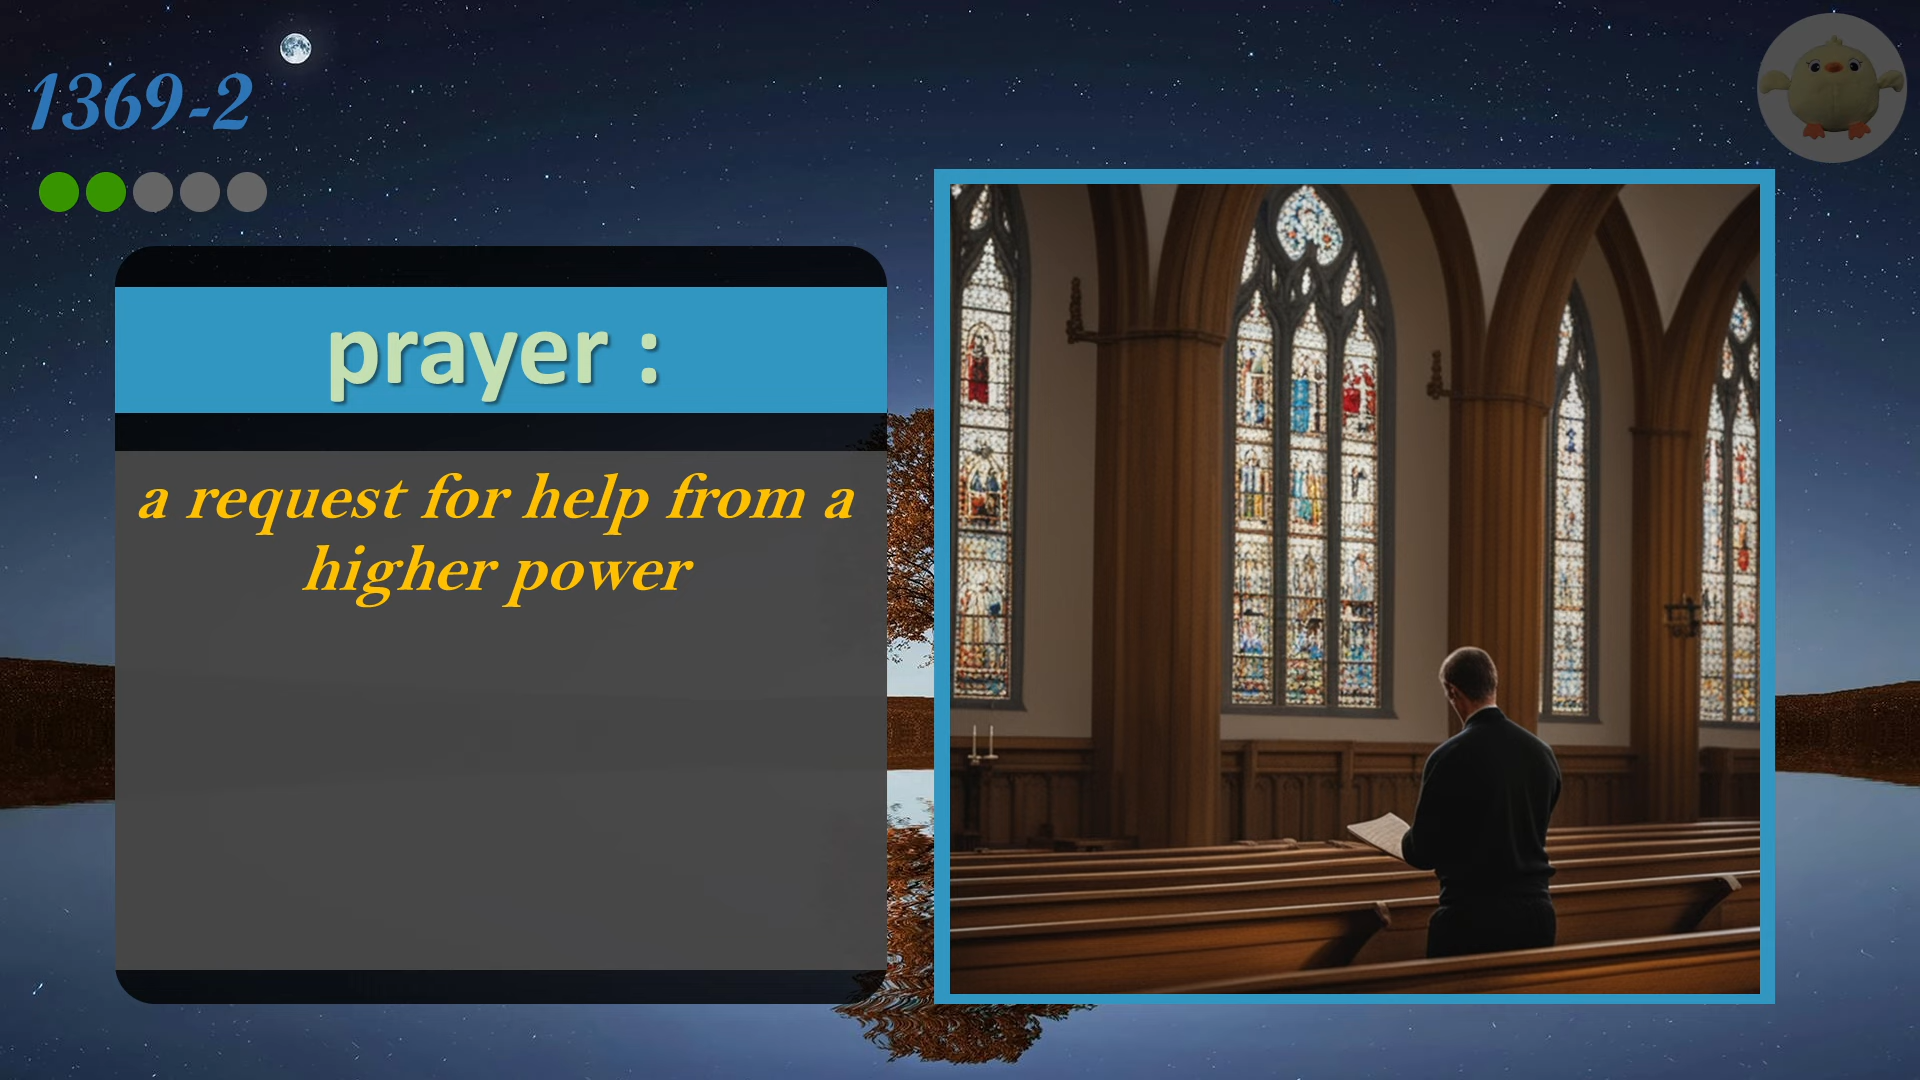 1369-2
prayer :
a request for help from a
higher power